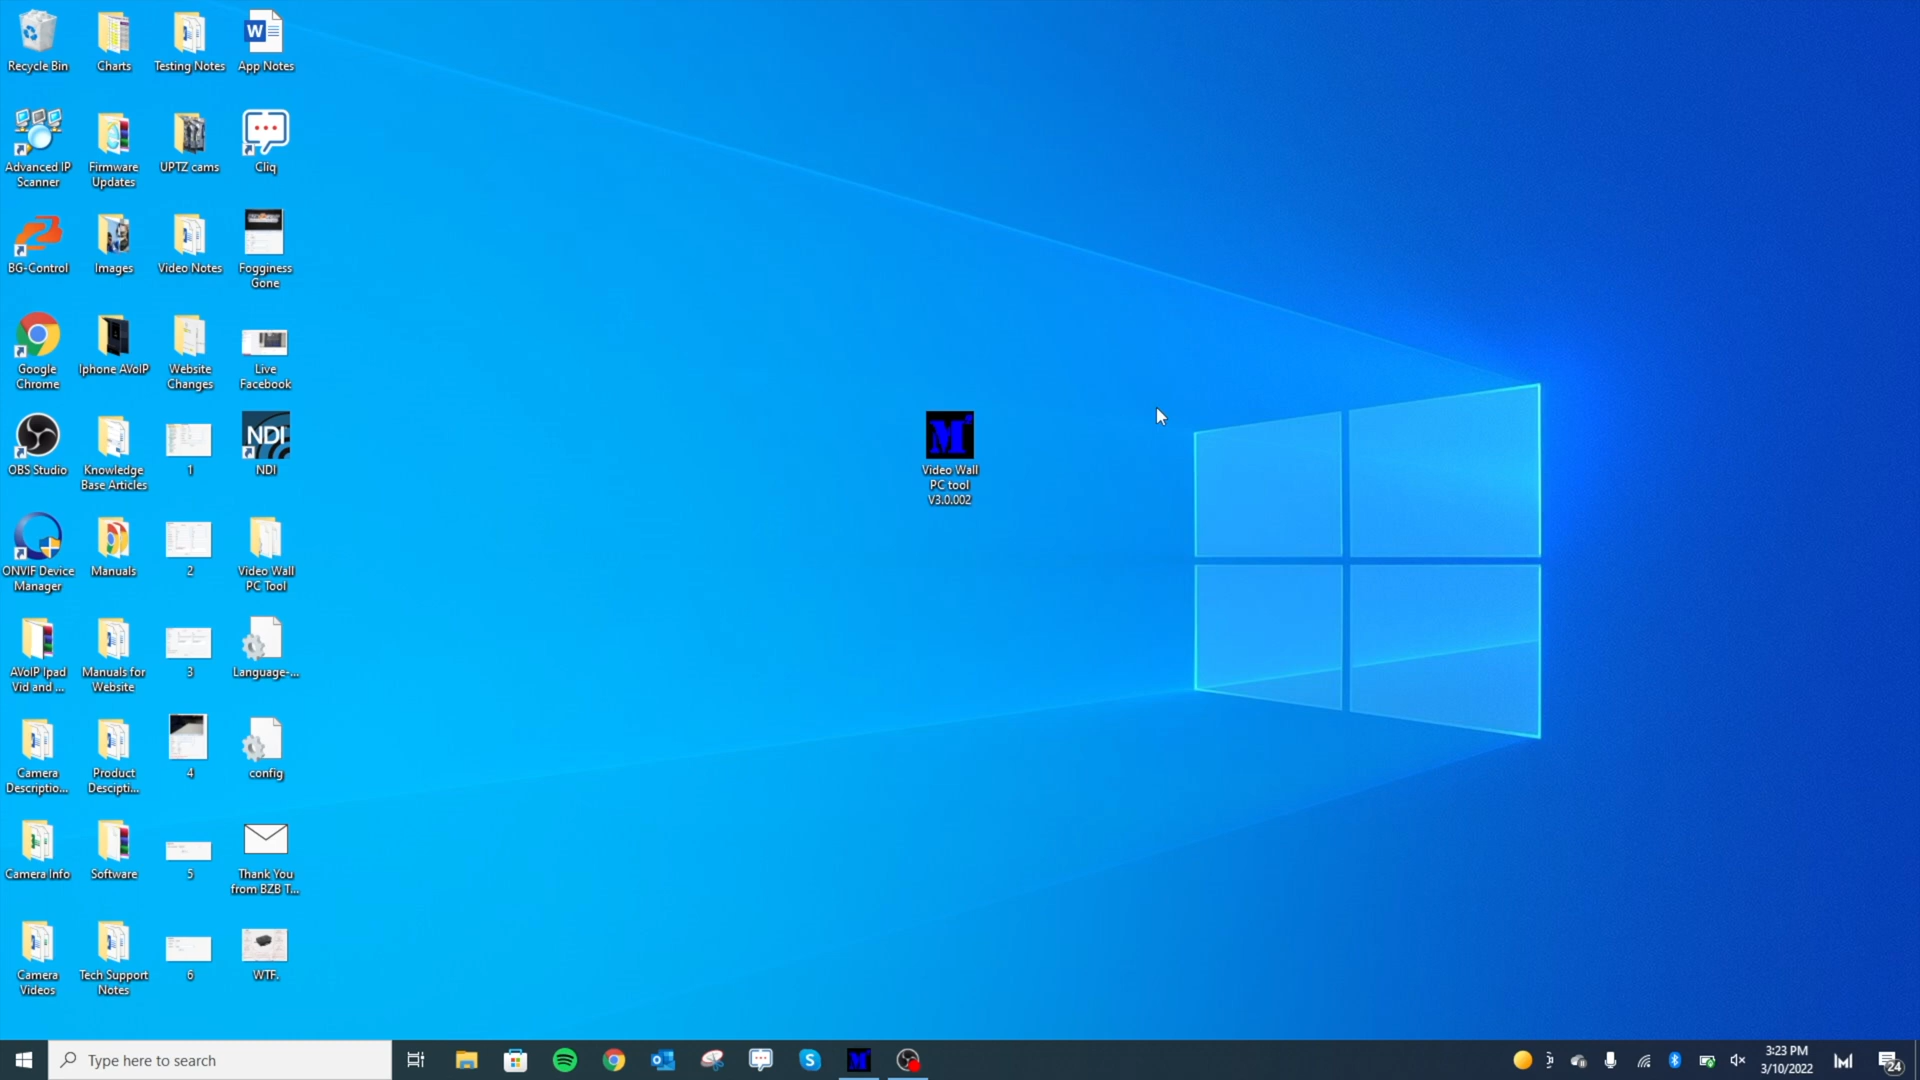 Recycle Bin
Charts
Testing Notes
W
App Notes
Advanced IP
Scanner
Firmware
Updates
UPTZ cams
Cliq
BG-Control
Images
Video Notes
Fogginess
Gone
Google
Chrome
Iphone AVoIP
Website
Changes
Live
Facebook
OBS Studio
Knowledge
Base Articles
1
NDI
NDI
M
Video Wall
PC tool
V3.0.002
ONVIF Device
Manager
Manuals
2
Video Wall
PC Tool
AVoIP Ipad
Vid and ...
Manuals for
Website
3
Language-...
Camera
Descriptio...
Product
Descipti...
4
config
Camera Info
Software
5
Thank You
from BZB T...
Camera
Videos
Tech Support
Notes
6
WTF.
Type here to search
M
3:23 PM
3/10/2022
24